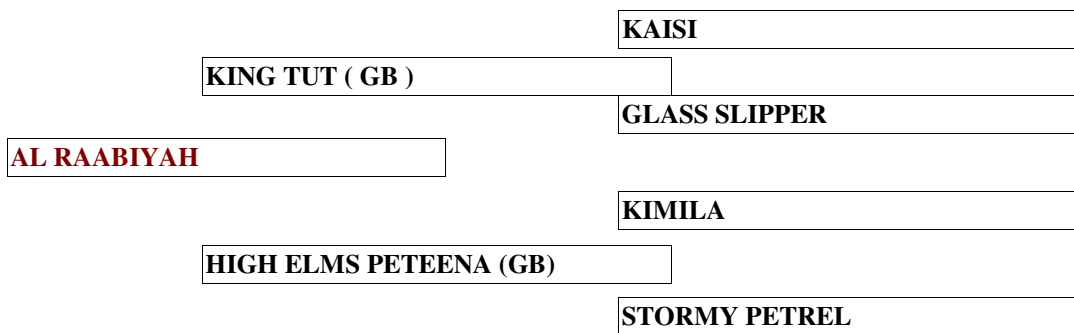 KAISI
KING TUT ( GB )
GLASS SLIPPER
AL RAABIYAH
KIMILA
HIGH ELMS PETEENA (GB)
STORMY PETREL